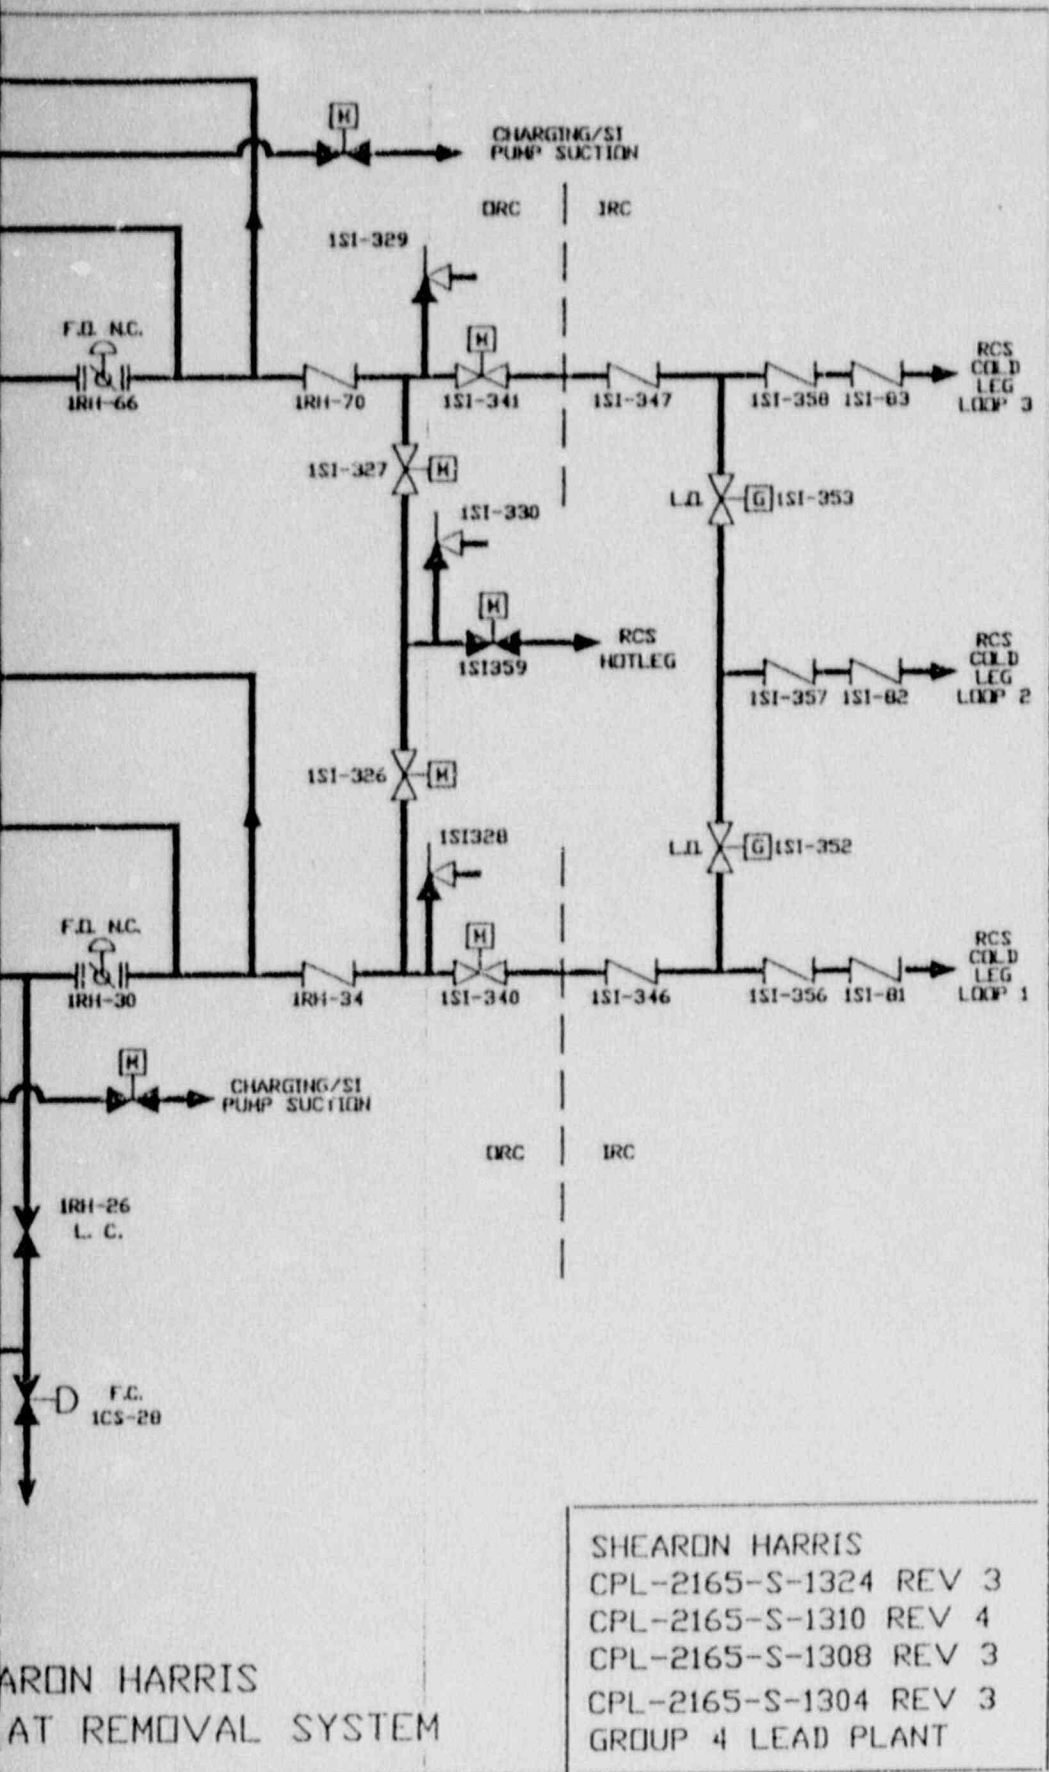 [M]
CHARGING/SI
PUMP SUCTION
ORC
IRC
1SI-329
F.O. N.C.
[M]
1RH-66
1RH-70
1SI-341
1SI-347
1SI-358
1SI-83
RCS
COLD
LEG
LOOP 3
1SI-327
[M]
L.O.
[G]
1SI-353
1SI-330
[M]
1SI359
RCS
HOTLEG
1SI-357
1SI-82
RCS
COLD
LEG
LOOP 2
1SI-326
[M]
1SI328
L.O.
[G]
1SI-352
F.O. N.C.
[M]
1RH-30
1RH-34
1SI-340
1SI-346
1SI-356
1SI-81
RCS
COLD
LEG
LOOP 1
[M]
CHARGING/SI
PUMP SUCTION
ORC
IRC
1RH-26
L. C.
F.C.
1CS-28
ARON HARRIS
AT REMOVAL SYSTEM
SHEARON HARRIS
CPL-2165-S-1324 REV 3
CPL-2165-S-1310 REV 4
CPL-2165-S-1308 REV 3
CPL-2165-S-1304 REV 3
GROUP 4 LEAD PLANT